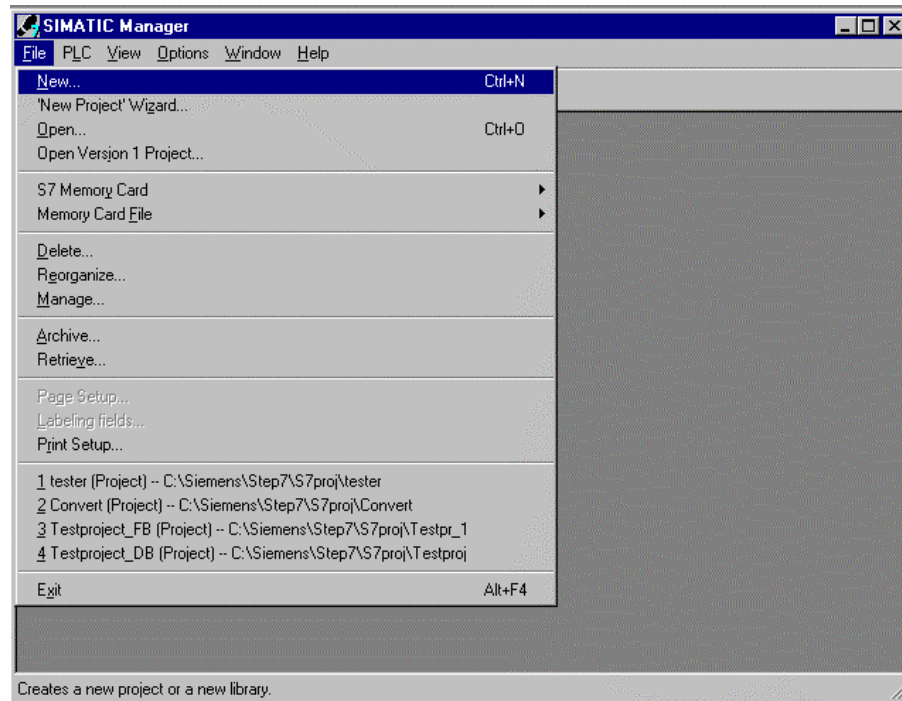 SIMATIC Manager
File PLC View Options Window Help
New... Ctrl+N
'New Project' Wizard...
Open... Ctrl+O
Open Version 1 Project...
S7 Memory Card
Memory Card File
Delete...
Reorganize...
Manage...
Archive...
Retrieve...
Page Setup...
Labeling fields...
Print Setup...
1 tester (Project) -- C:\Siemens\Step7\S7proj\tester
2 Convert (Project) -- C:\Siemens\Step7\S7proj\Convert
3 Testproject_FB (Project) -- C:\Siemens\Step7\S7proj\Testpr_1
4 Testproject_DB (Project) -- C:\Siemens\Step7\S7proj\Testproj
Exit Alt+F4
Creates a new project or a new library.